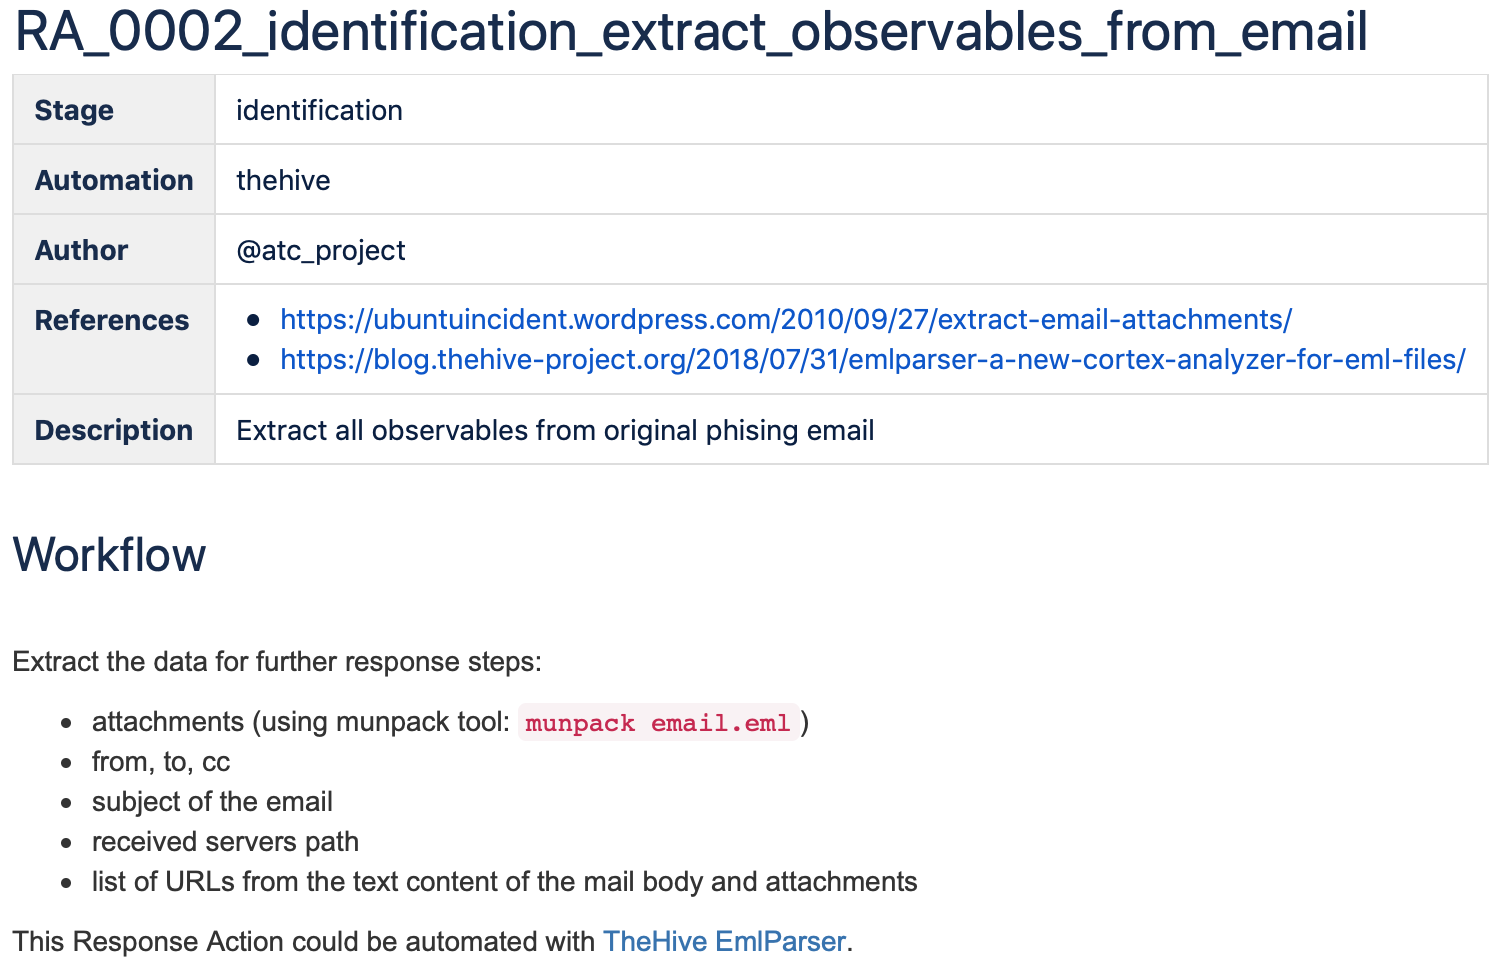 RA_0002_identification_extract_observables_from_email
Stage identification
Automation thehive
Author @atc_project
References • https://ubuntuincident.wordpress.com/2010/09/27/extract-email-attachments/
• https://blog.thehive-project.org/2018/07/31/emlparser-a-new-cortex-analyzer-for-eml-files/
Description Extract all observables from original phising email
Workflow
Extract the data for further response steps:
• attachments (using munpack tool: munpack email.eml )
• from, to, cc
• subject of the email
• received servers path
• list of URLs from the text content of the mail body and attachments
This Response Action could be automated with TheHive EmlParser.